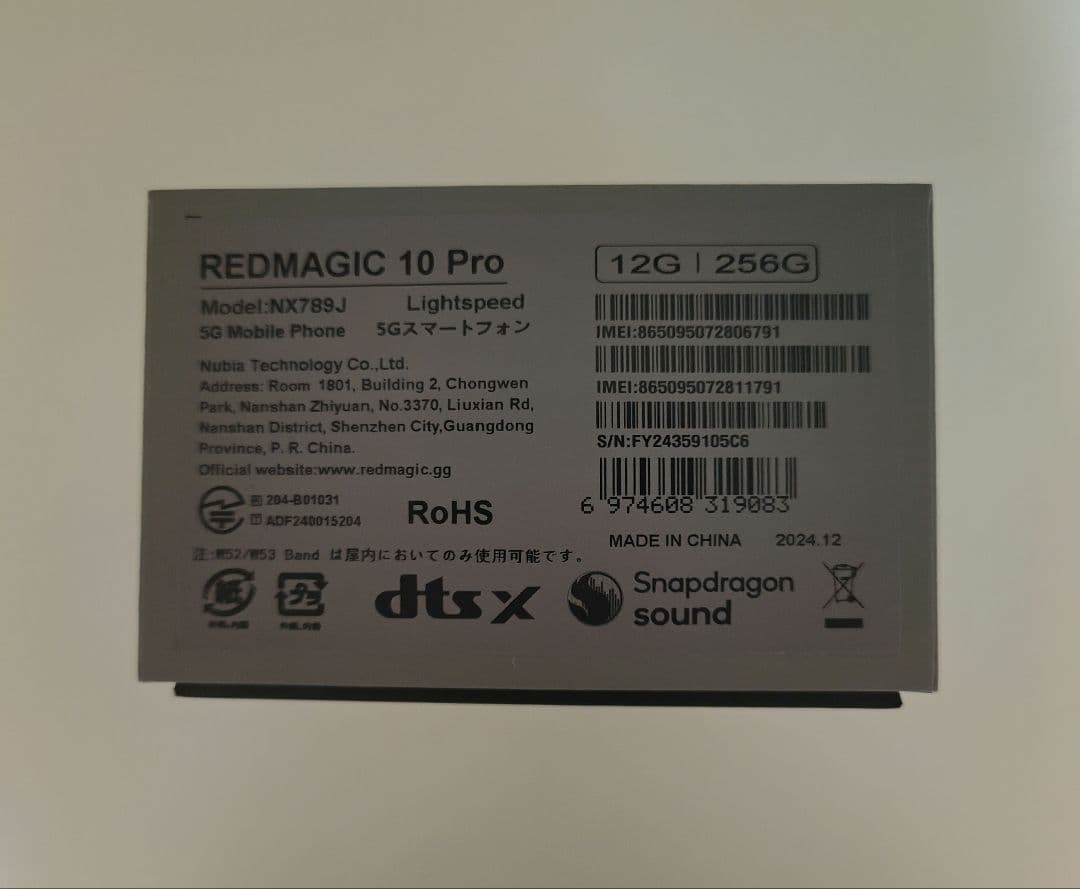 REDMAGIC 10 Pro
Model:NX789J Lightspeed
5G Mobile Phone 5Gスマートフォン
Nubia Technology Co.,Ltd.
Address: Room 1801, Building 2, Chongwen
Park, Nanshan Zhiyuan, No.3370, Liuxian Rd,
Nanshan District, Shenzhen City,Guangdong
Province, P. R. China.
Official website:www.redmagic.gg
R 204-B01031
T ADF240015204
RoHS
注:W52/W53 Band は屋内においてのみ使用可能です。
紙
プラ
dts X
12G | 256G
IMEI:865095072806791
IMEI:865095072811791
S/N:FY24359105C6
6 974608 319083
MADE IN CHINA 2024.12
Snapdragon
sound